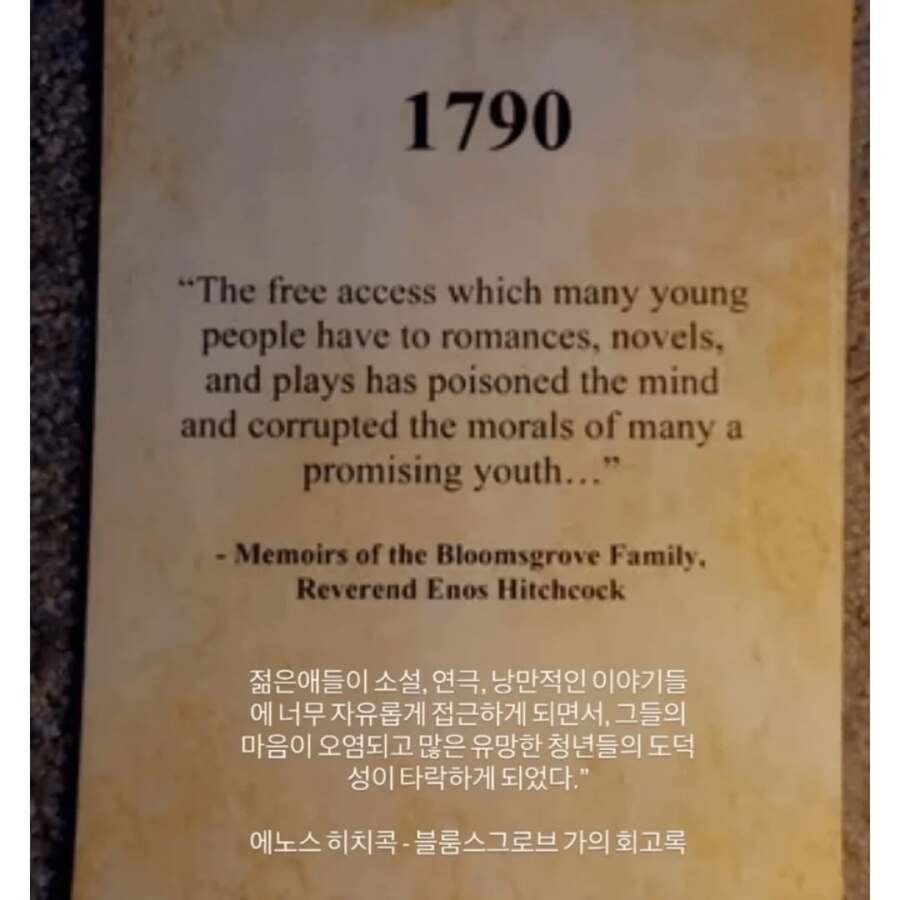 1790
“The free access which many young
people have to romances, novels,
and plays has poisoned the mind
and corrupted the morals of many a
promising youth…”
- Memoirs of the Bloomsgrove Family,
Reverend Enos Hitchcock
젊은애들이 소설, 연극, 낭만적인 이야기들
에 너무 자유롭게 접근하게 되면서, 그들의
마음이 오염되고 많은 유망한 청년들의 도덕
성이 타락하게 되었다.”
에노스 히치콕 - 블룸스그로브 가의 회고록